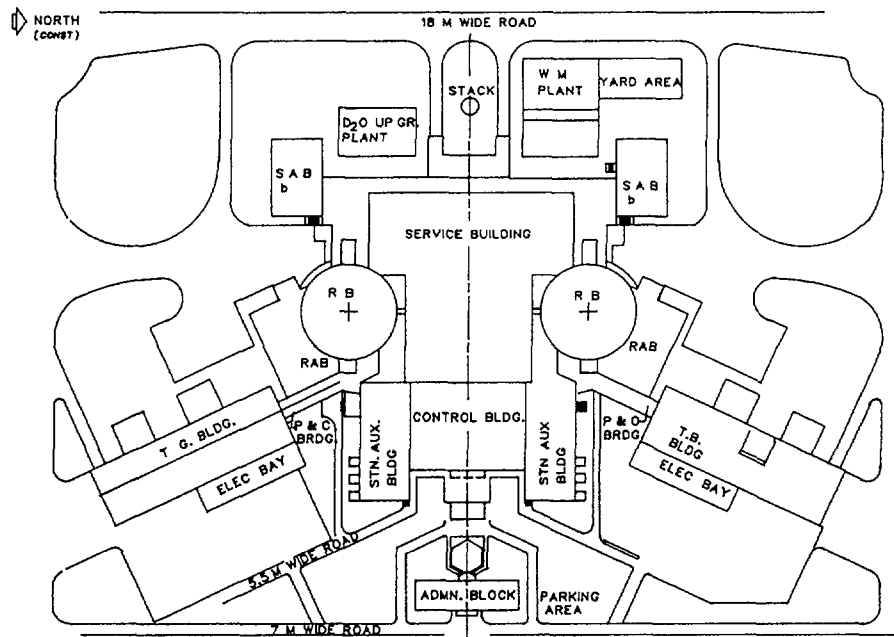 NORTH
(CONST)
18 M WIDE ROAD
STACK
W M
PLANT
YARD AREA
D2O UP GR.
PLANT
S A B
b
S A B
b
SERVICE BUILDING
R B
R B
RAB
RAB
T G. BLDG.
P & C
BRDG.
ELEC BAY
STN. AUX.
BLDG
CONTROL BLDG.
STN. AUX
BLDG
P & O
BRDG.
T.B.
BLDG
ELEC BAY
5.5 M WIDE ROAD
ADMN. BLOCK
PARKING
AREA
7 M WIDE ROAD